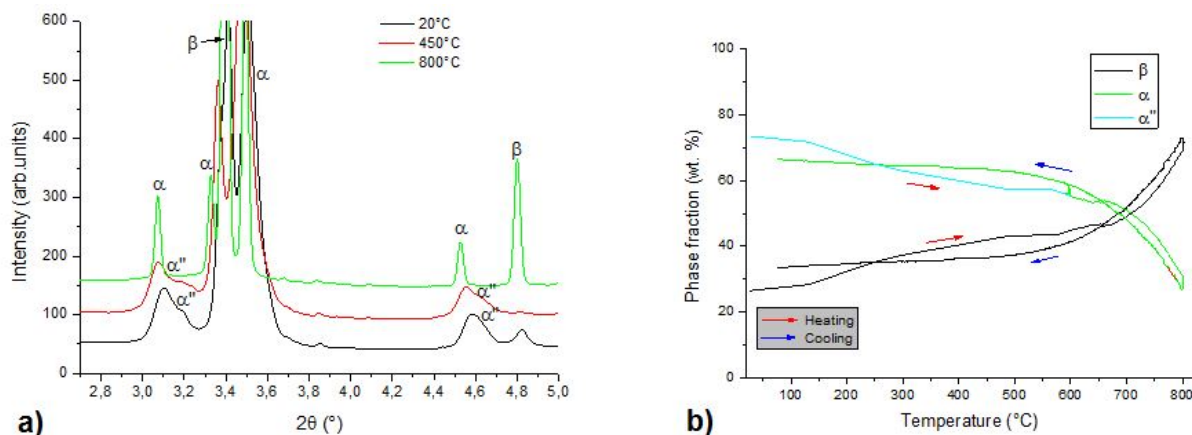 600
500
400
300
200
100
0
Intensity (arb.units)
20°C
450°C
800°C
β
α
α
α
α"
α"
α
β
α"
α"
2,8 3,0 3,2 3,4 3,6 3,8 4,0 4,2 4,4 4,6 4,8 5,0
2θ (°)
a)
100
80
60
40
20
0
Phase fraction (wt. %)
β
α
α"
Heating
Cooling
100 200 300 400 500 600 700 800
Temperature (°C)
b)